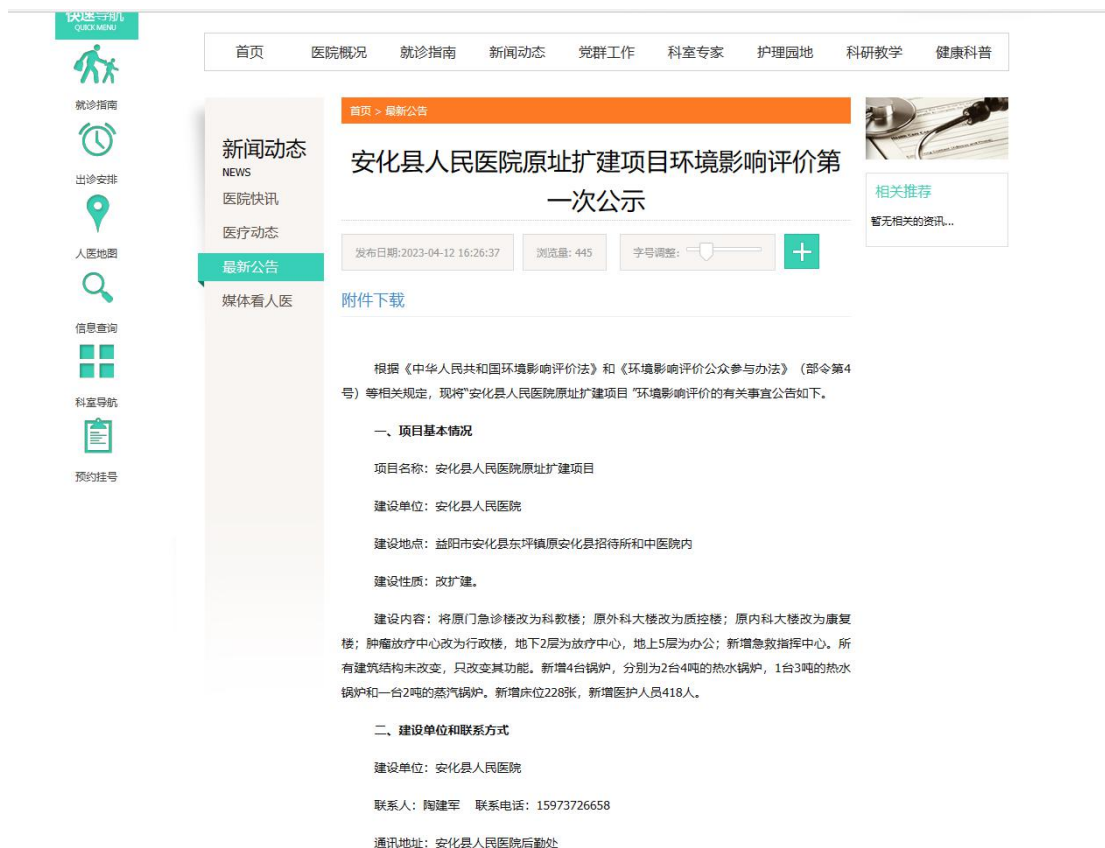 快速导航
QUICK MENU
就诊指南
出诊安排
人医地图
信息查询
科室导航
预约挂号
首页 医院概况 就诊指南 新闻动态 党群工作 科室专家 护理园地 科研教学 健康科普
新闻动态
NEWS
医院快讯
医疗动态
最新公告
媒体看人医
首页 > 最新公告
安化县人民医院原址扩建项目环境影响评价第
一次公示
发布日期:2023-04-12 16:26:37 浏览量: 445 字号调整:
附件下载
根据《中华人民共和国环境影响评价法》和《环境影响评价公众参与办法》（部令第4
号）等相关规定，现将“安化县人民医院原址扩建项目 ”环境影响评价的有关事宜公告如下。
一、项目基本情况
项目名称：安化县人民医院原址扩建项目
建设单位：安化县人民医院
建设地点：益阳市安化县东坪镇原安化县招待所和中医院内
建设性质：改扩建。
建设内容：将原门急诊楼改为科教楼；原外科大楼改为质控楼；原内科大楼改为康复
楼；肿瘤放疗中心改为行政楼，地下2层为放疗中心，地上5层为办公；新增急救指挥中心。所
有建筑结构未改变，只改变其功能。新增4台锅炉，分别为2台4吨的热水锅炉，1台3吨的热水
锅炉和一台2吨的蒸汽锅炉。新增床位228张，新增医护人员418人。
二、建设单位和联系方式
建设单位：安化县人民医院
联系人：陶建军 联系电话：15973726658
通讯地址：安化县人民医院后勤处
相关推荐
暂无相关的资讯...